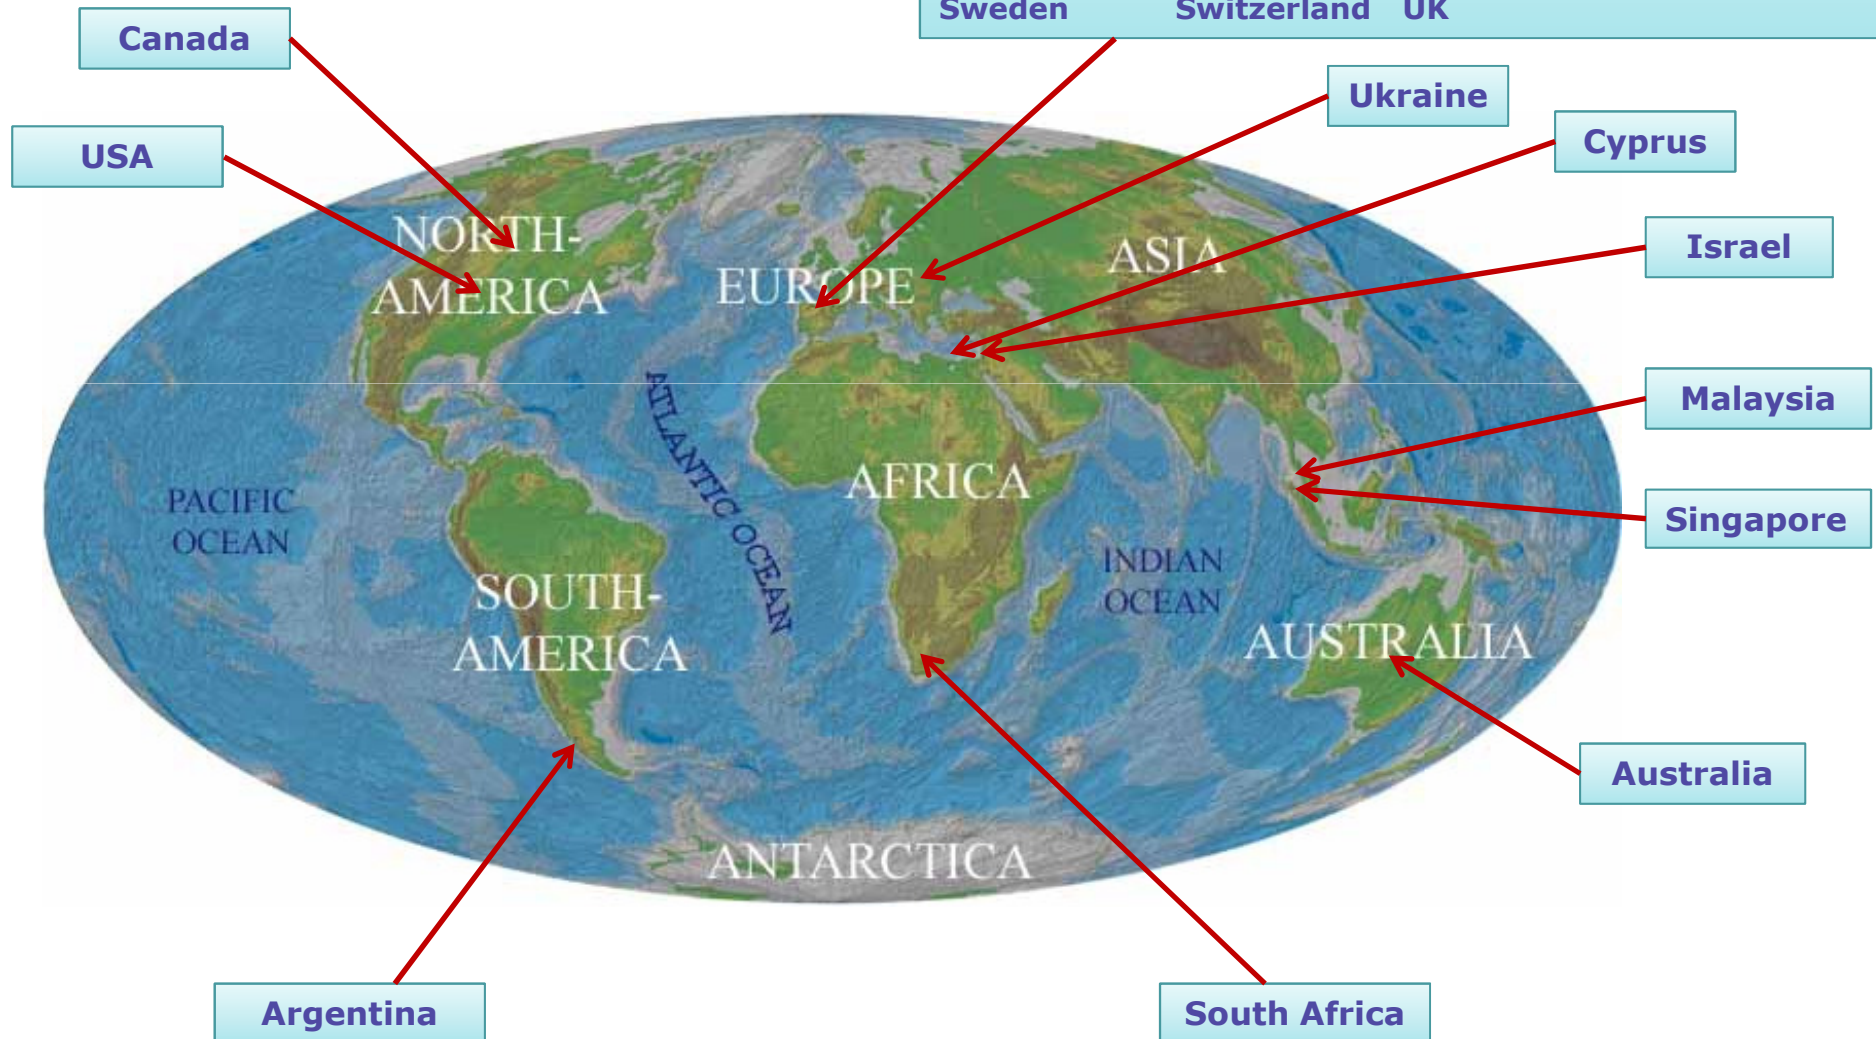 Sweden Switzerland UK
Canada
Ukraine
Cyprus
USA
NORTH-
AMERICA
EUROPE
ASIA
Israel
ATLANTIC OCEAN
Malaysia
AFRICA
PACIFIC
OCEAN
Singapore
INDIAN
OCEAN
SOUTH-
AMERICA
AUSTRALIA
Australia
ANTARCTICA
Argentina
South Africa